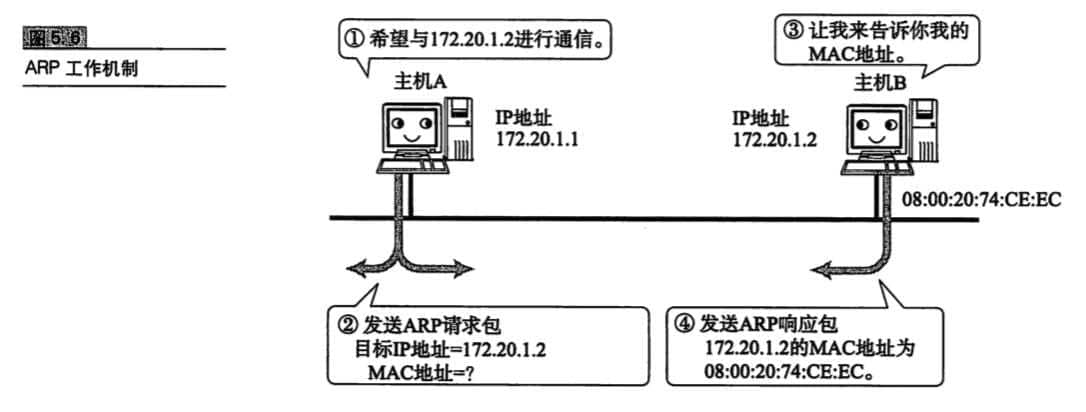 图5.6
ARP 工作机制
① 希望与172.20.1.2进行通信。
③ 让我来告诉你我的
MAC地址。
主机A
主机B
IP地址
172.20.1.1
IP地址
172.20.1.2
08:00:20:74:CE:EC
② 发送ARP请求包
目标IP地址=172.20.1.2
MAC地址=?
④ 发送ARP响应包
172.20.1.2的MAC地址为
08:00:20:74:CE:EC。